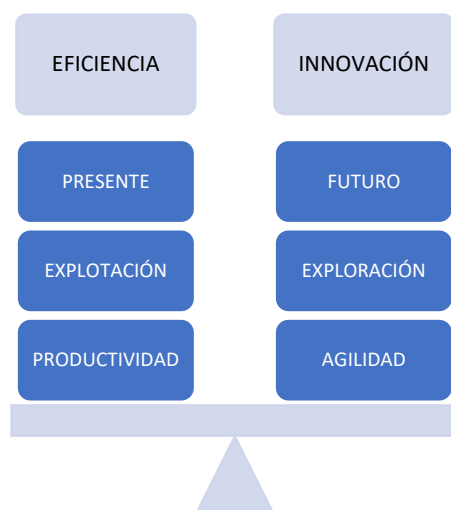 EFICIENCIA
INNOVACIÓN
PRESENTE
FUTURO
EXPLOTACIÓN
EXPLORACIÓN
PRODUCTIVIDAD
AGILIDAD